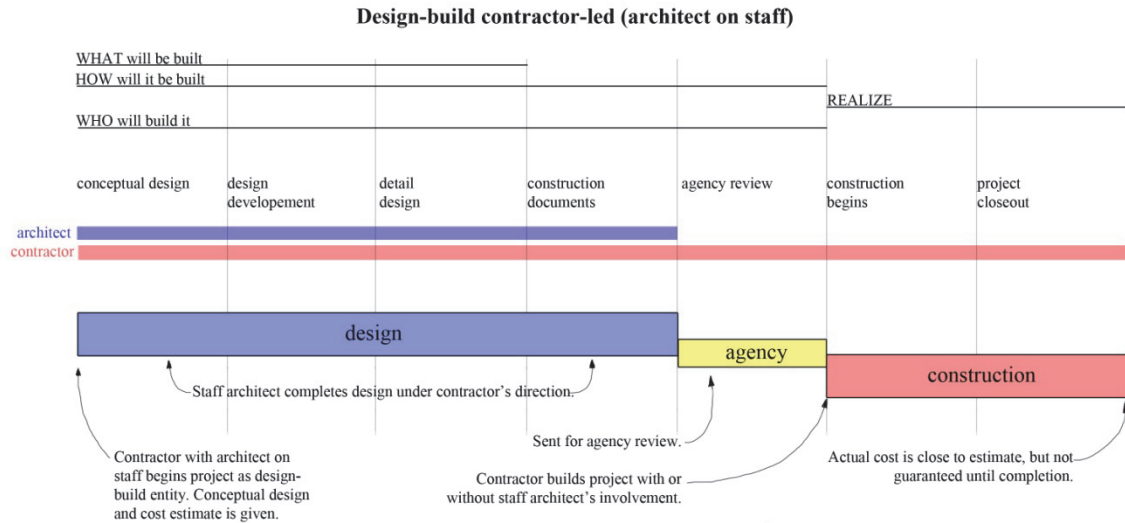 Design-build contractor-led (architect on staff)
WHAT will be built
HOW will it be built
REALIZE
WHO will build it
conceptual design
design
developement
detail
design
construction
documents
agency review
construction
begins
project
closeout
architect
contractor
design
agency
construction
Staff architect completes design under contractor's direction.
Sent for agency review.
Contractor with architect on
staff begins project as design-
build entity. Conceptual design
and cost estimate is given.
Contractor builds project with or
without staff architect's involvement.
Actual cost is close to estimate, but not
guaranteed until completion.